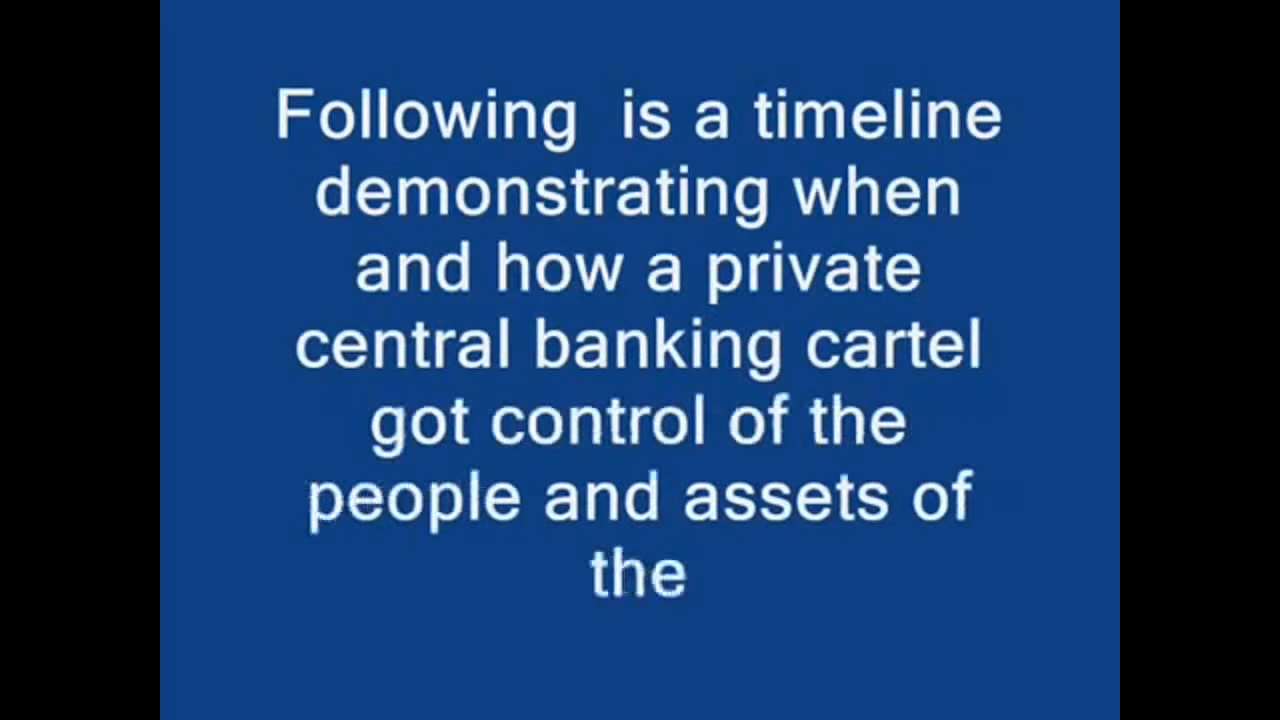 Following  is a timeline
demonstrating when
and how a private
central banking cartel
got control of the
people and assets of
the